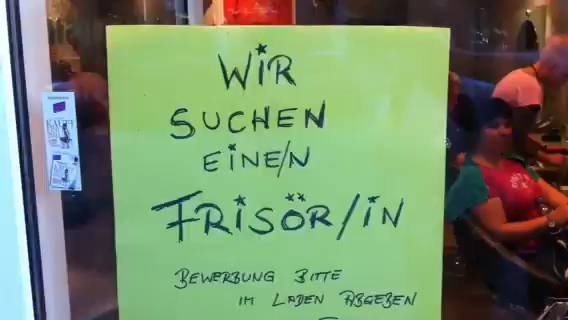 WiR
SUCHEN
EINE/N
FRISÖR/iN
BEWERBUNG BITTE
IM LADEN ABGEBEN